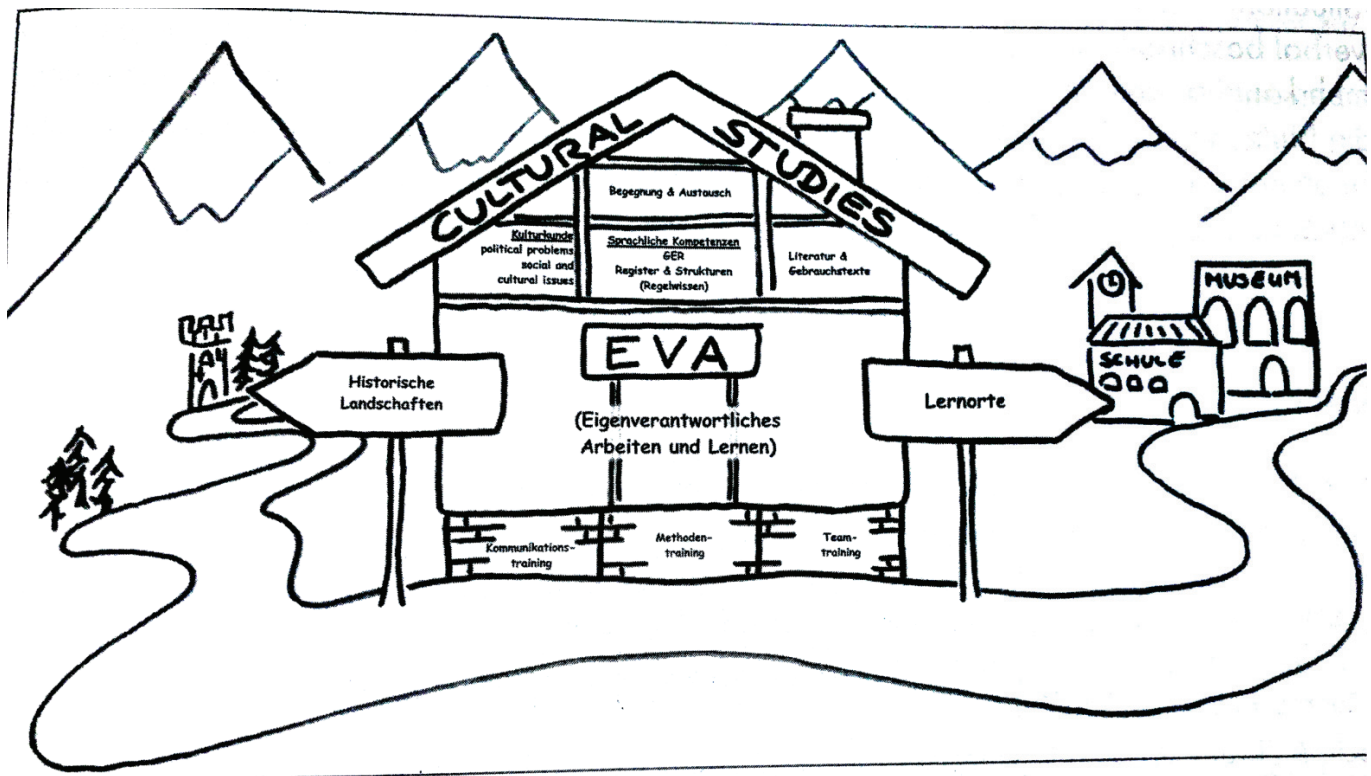 CULTURAL STUDIES
Begegnung & Austausch
Kulturkunde
political problems
social and
cultural issues
Sprachliche Kompetenzen
GER
Register & Strukturen
(Regelwissen)
Literatur &
Gebrauchstexte
EVA
(Eigenverantwortliches
Arbeiten und Lernen)
Historische
Landschaften
Lernorte
SCHULE
MUSEUM
Kommunikations-
training
Methoden-
training
Team-
training